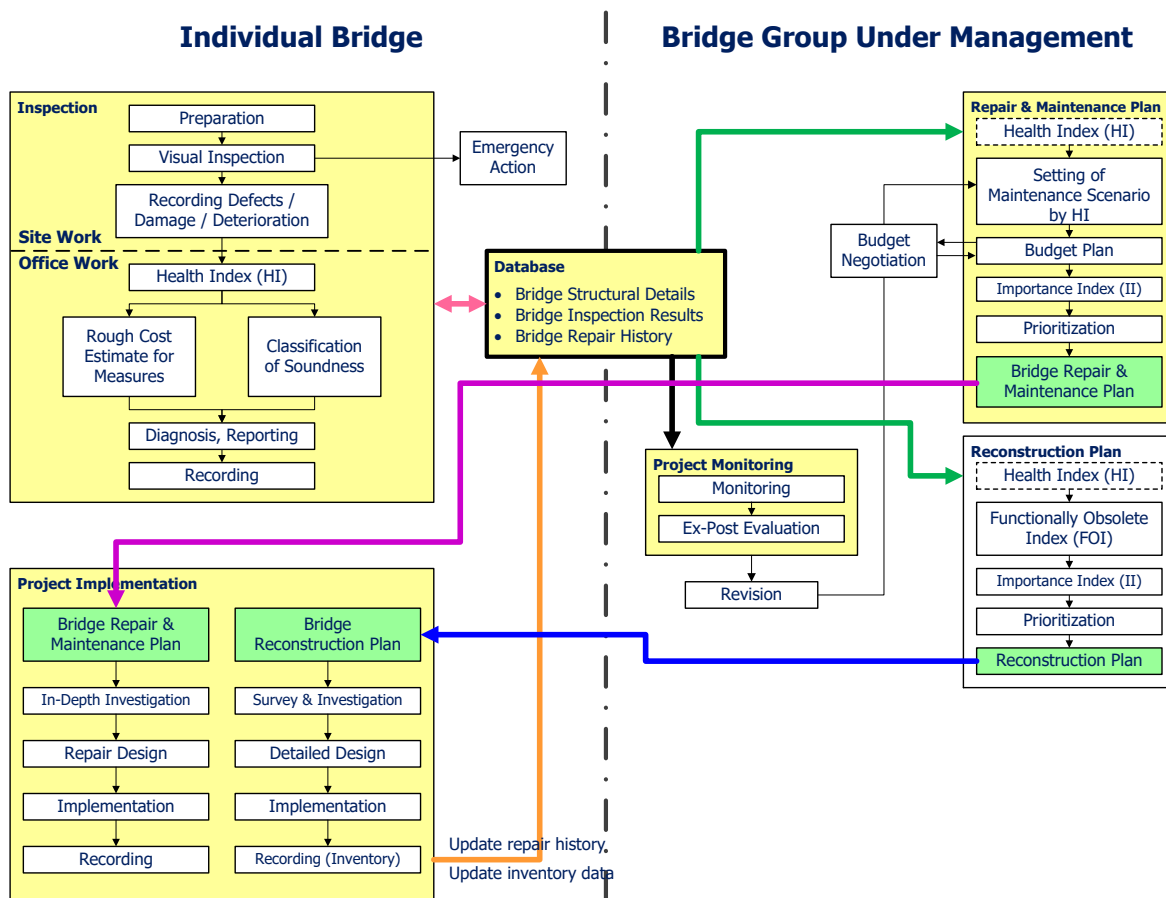 Individual Bridge
Bridge Group Under Management
Inspection
Preparation
Visual Inspection
Emergency
Action
Recording Defects /
Damage / Deterioration
Site Work
Office Work
Health Index (HI)
Rough Cost
Estimate for
Measures
Classification
of Soundness
Diagnosis, Reporting
Recording
Database
• Bridge Structural Details
• Bridge Inspection Results
• Bridge Repair History
Repair & Maintenance Plan
Health Index (HI)
Setting of
Maintenance Scenario
by HI
Budget
Negotiation
Budget Plan
Importance Index (II)
Prioritization
Bridge Repair &
Maintenance Plan
Project Monitoring
Monitoring
Ex-Post Evaluation
Revision
Reconstruction Plan
Health Index (HI)
Functionally Obsolete
Index (FOI)
Importance Index (II)
Prioritization
Reconstruction Plan
Project Implementation
Bridge Repair &
Maintenance Plan
In-Depth Investigation
Repair Design
Implementation
Recording
Bridge
Reconstruction Plan
Survey & Investigation
Detailed Design
Implementation
Recording (Inventory)
Update repair history
Update inventory data